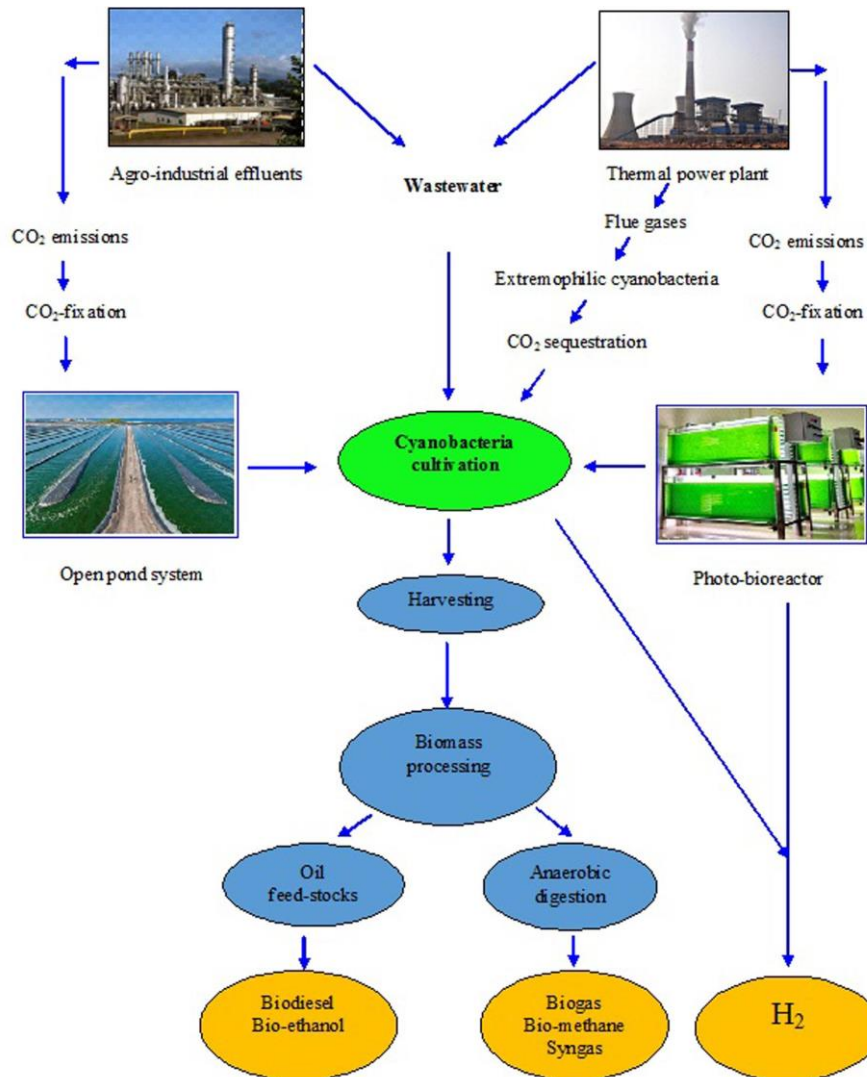 Agro-industrial effluents
Wastewater
Thermal power plant
Flue gases
CO₂ emissions
CO₂ emissions
Extremophilic cyanobacteria
CO₂-fixation
CO₂-fixation
CO₂ sequestration
Cyanobacteria
cultivation
Open pond system
Photo-bioreactor
Harvesting
Biomass
processing
Oil
feed-stocks
Anaerobic
digestion
Biodiesel
Bio-ethanol
Biogas
Bio-methane
Syngas
H₂